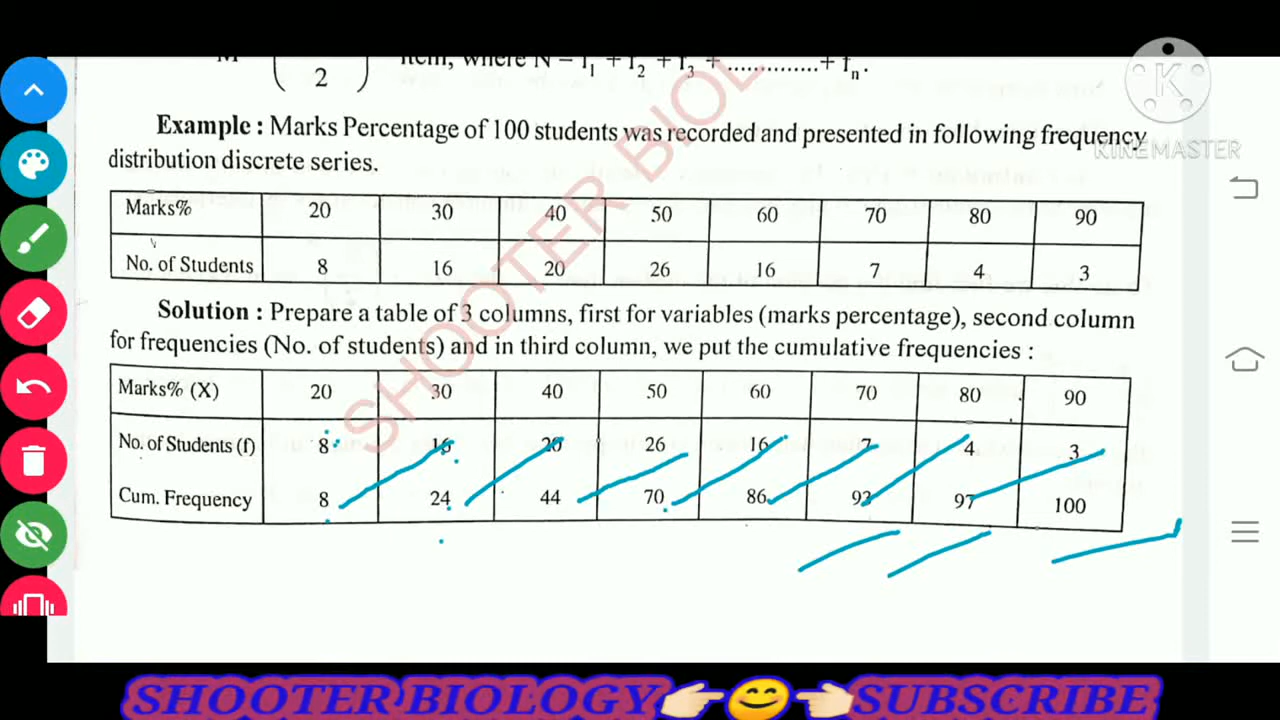 2
item, where N = f1 + f2 + f3 + ..............+ fn.
KINEMASTER
Example : Marks Percentage of 100 students was recorded and presented in following frequency
distribution discrete series.
Marks% 20 30 40 50 60 70 80 90
No. of Students 8 16 20 26 16 7 4 3
Solution : Prepare a table of 3 columns, first for variables (marks percentage), second column
for frequencies (No. of students) and in third column, we put the cumulative frequencies :
Marks% (X) 20 30 40 50 60 70 80 90
No. of Students (f) 8 16 20 26 16 7 4 3
Cum. Frequency 8 24 44 70 86 93 97 100
SHOOTER BIOL
SHOOTER BIOLOGY SUBSCRIBE